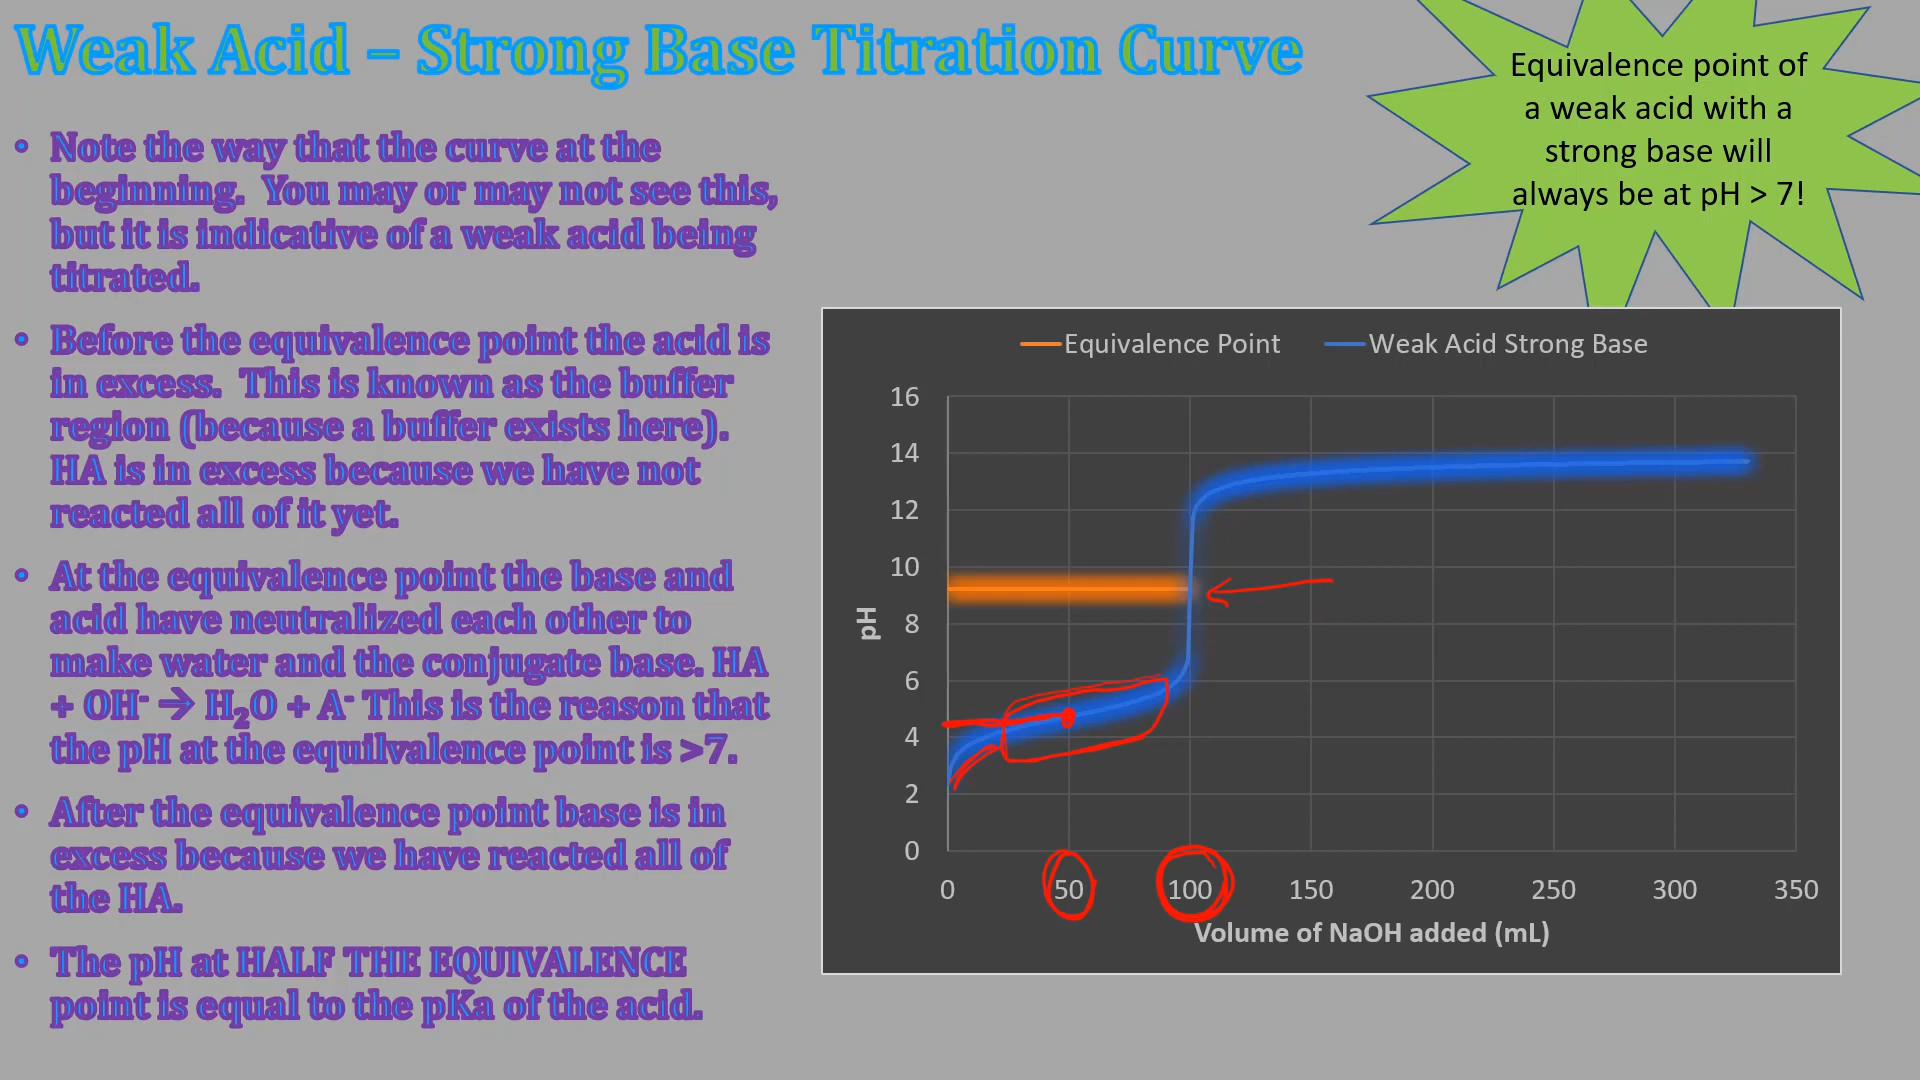 Weak Acid – Strong Base Titration Curve
Equivalence point of
a weak acid with a
strong base will
always be at pH > 7!
• Note the way that the curve at the
beginning.  You may or may not see this,
but it is indicative of a weak acid being
titrated.
• Before the equivalence point the acid is
in excess.  This is known as the buffer
region (because a buffer exists here).
HA is in excess because we have not
reacted all of it yet.
• At the equivalence point the base and
acid have neutralized each other to
make water and the conjugate base. HA
+ OH⁻ → H₂O + A⁻ This is the reason that
the pH at the equilvalence point is >7.
• After the equivalence point base is in
excess because we have reacted all of
the HA.
• The pH at HALF THE EQUIVALENCE
point is equal to the pKa of the acid.
Equivalence Point
Weak Acid Strong Base
16
14
12
10
8
6
4
2
0
pH
0 50 100 150 200 250 300 350
Volume of NaOH added (mL)